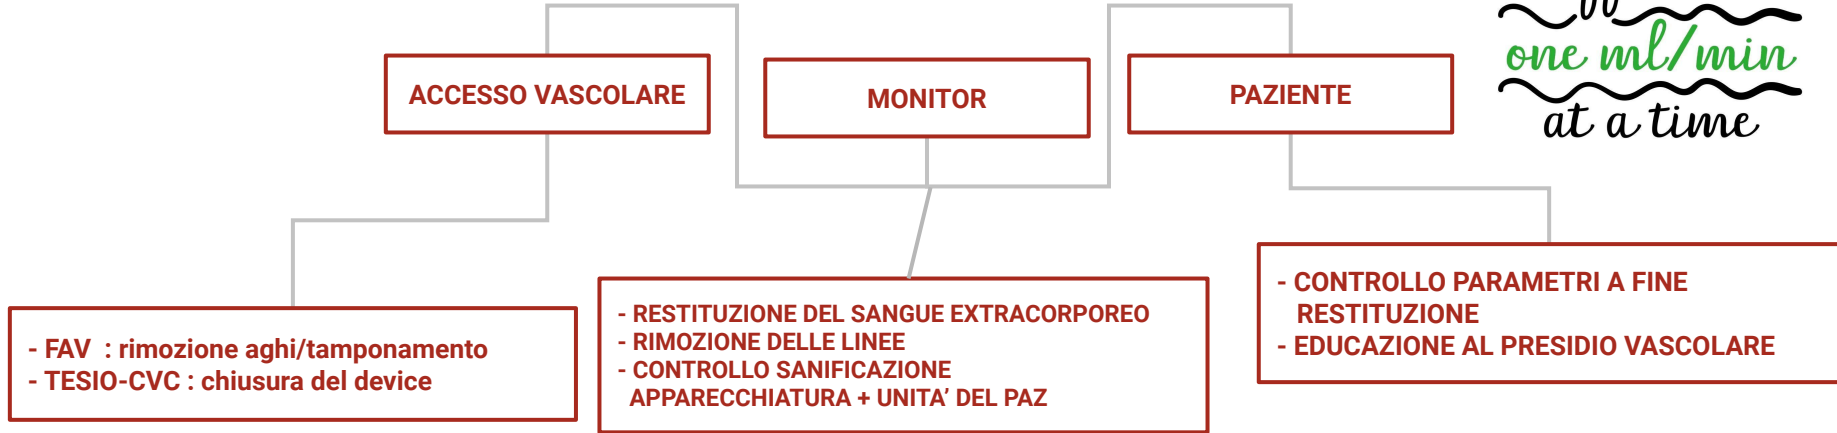 ACCESSO VASCOLARE
MONITOR
PAZIENTE
one ml/min
at a time
- FAV : rimozione aghi/tamponamento
- TESIO-CVC : chiusura del device
- RESTITUZIONE DEL SANGUE EXTRACORPOREO
- RIMOZIONE DELLE LINEE
- CONTROLLO SANIFICAZIONE
APPARECCHIATURA + UNITA’ DEL PAZ
- CONTROLLO PARAMETRI A FINE
RESTITUZIONE
- EDUCAZIONE AL PRESIDIO VASCOLARE